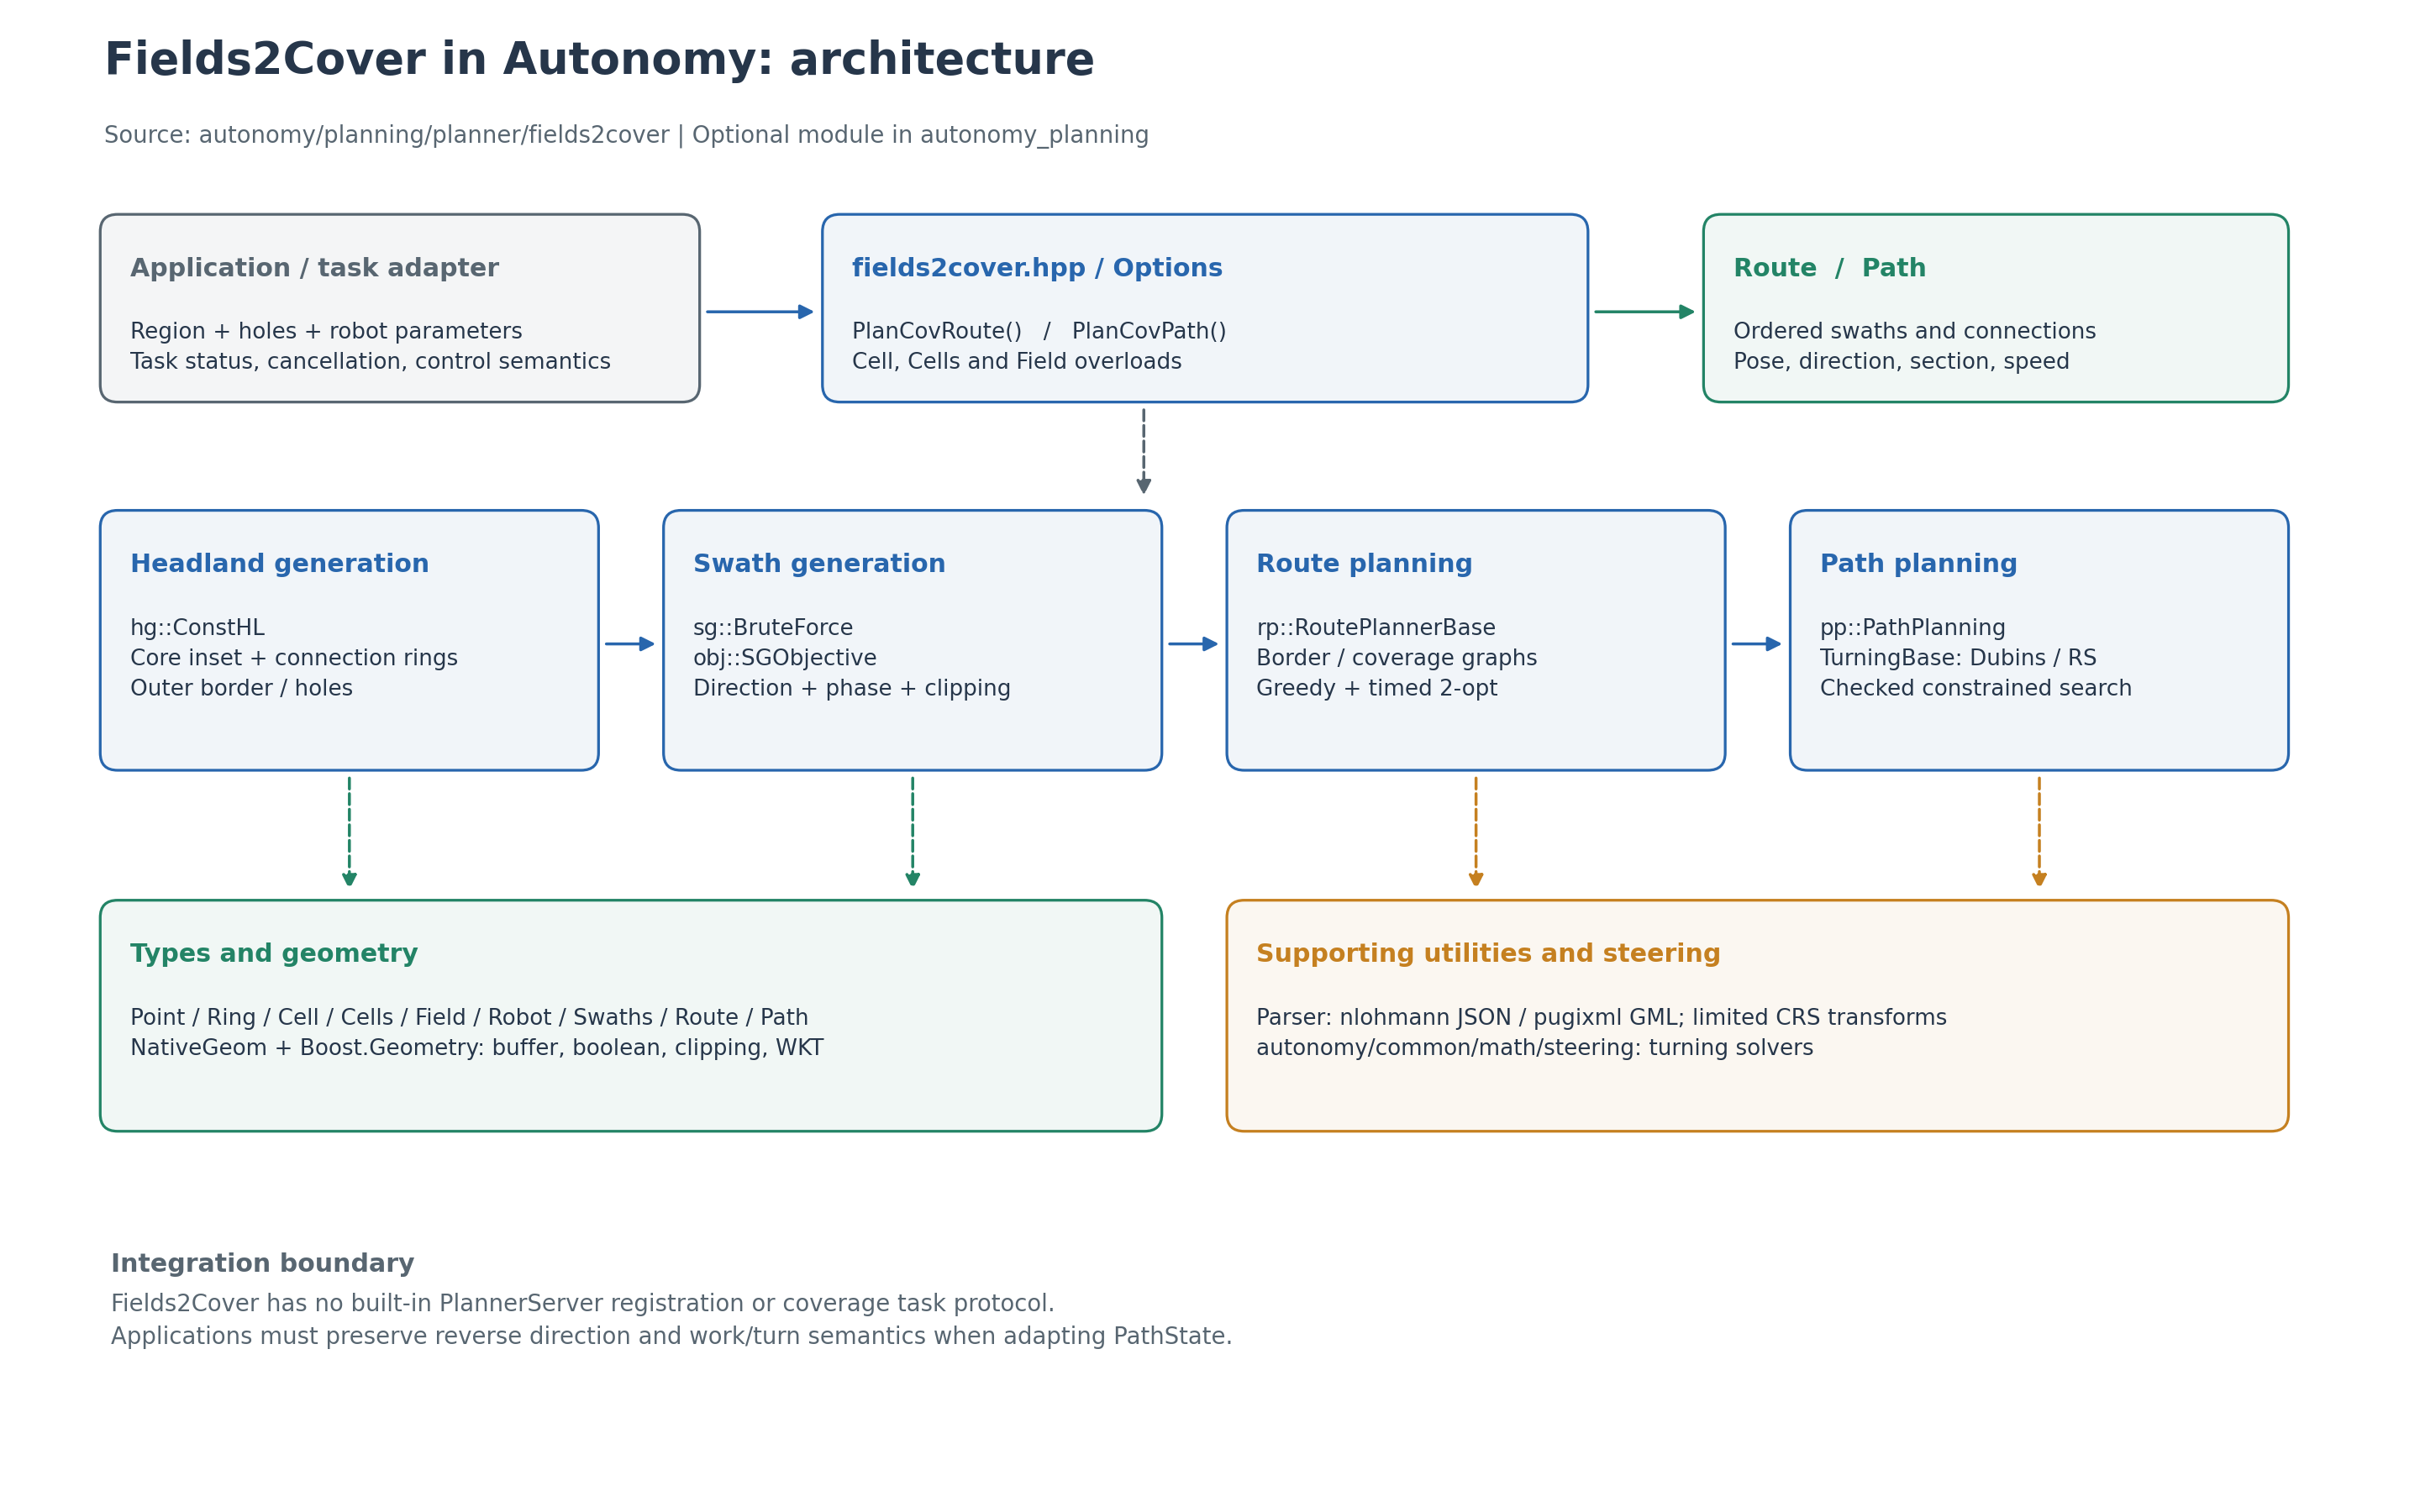 Fields2Cover in Autonomy: architecture
Source: autonomy/planning/planner/fields2cover | Optional module in autonomy_planning
Application / task adapter
Region + holes + robot parameters
Task status, cancellation, control semantics
fields2cover.hpp / Options
PlanCovRoute() / PlanCovPath()
Cell, Cells and Field overloads
Route / Path
Ordered swaths and connections
Pose, direction, section, speed
Headland generation
hg::ConstHL
Core inset + connection rings
Outer border / holes
Swath generation
sg::BruteForce
obj::SGObjective
Direction + phase + clipping
Route planning
rp::RoutePlannerBase
Border / coverage graphs
Greedy + timed 2-opt
Path planning
pp::PathPlanning
TurningBase: Dubins / RS
Checked constrained search
Types and geometry
Point / Ring / Cell / Cells / Field / Robot / Swaths / Route / Path
NativeGeom + Boost.Geometry: buffer, boolean, clipping, WKT
Supporting utilities and steering
Parser: nlohmann JSON / pugixml GML; limited CRS transforms
autonomy/common/math/steering: turning solvers
Integration boundary
Fields2Cover has no built-in PlannerServer registration or coverage task protocol.
Applications must preserve reverse direction and work/turn semantics when adapting PathState.